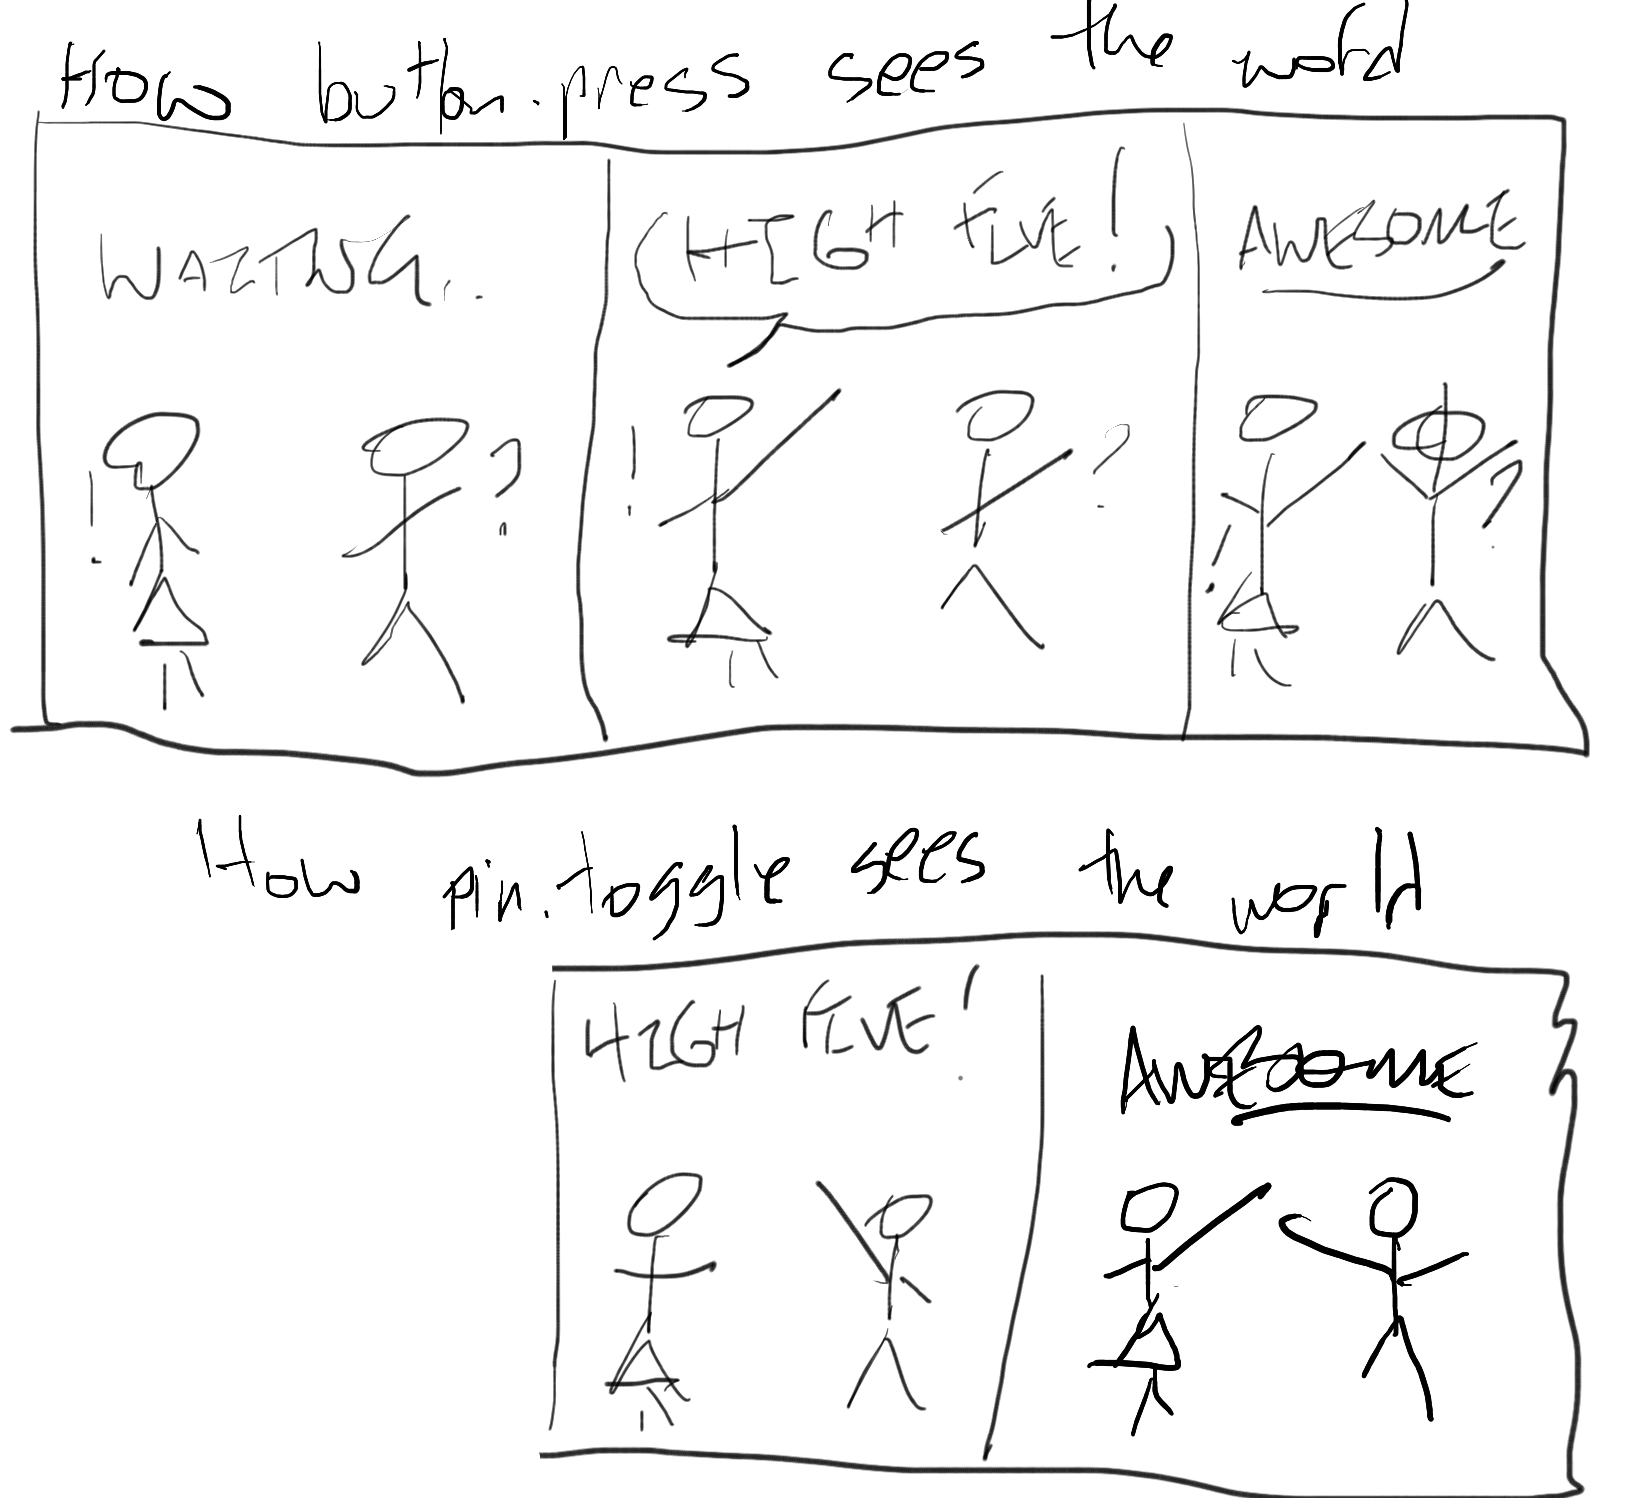 How button.press sees the world
WAITING...
HIGH FIVE!
AWESOME
! ?
! ?
! ?
How pin.toggle sees the world
HIGH FIVE!
AWESOME